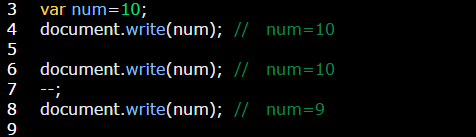 3 var num=10;
4 document.write(num); // num=10
6 document.write(num); // num=10
7 --;
8 document.write(num); // num=9
9